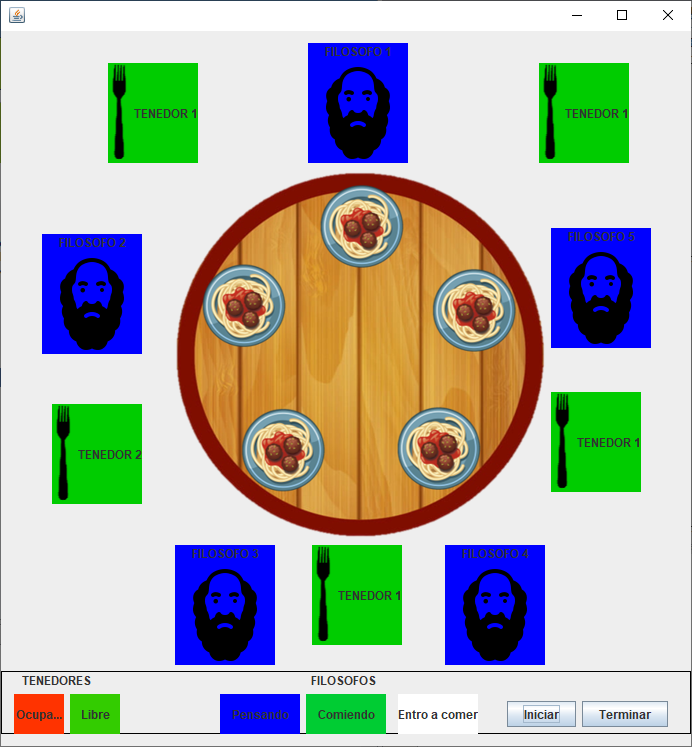 FILOSOFO 1
TENEDOR 1
TENEDOR 1
FILOSOFO 2
FILOSOFO 5
TENEDOR 2
TENEDOR 1
FILOSOFO 3
TENEDOR 1
FILOSOFO 4
TENEDORES
FILOSOFOS
Ocupa...
Libre
Pensando
Comiendo
Entro a comer
Iniciar
Terminar